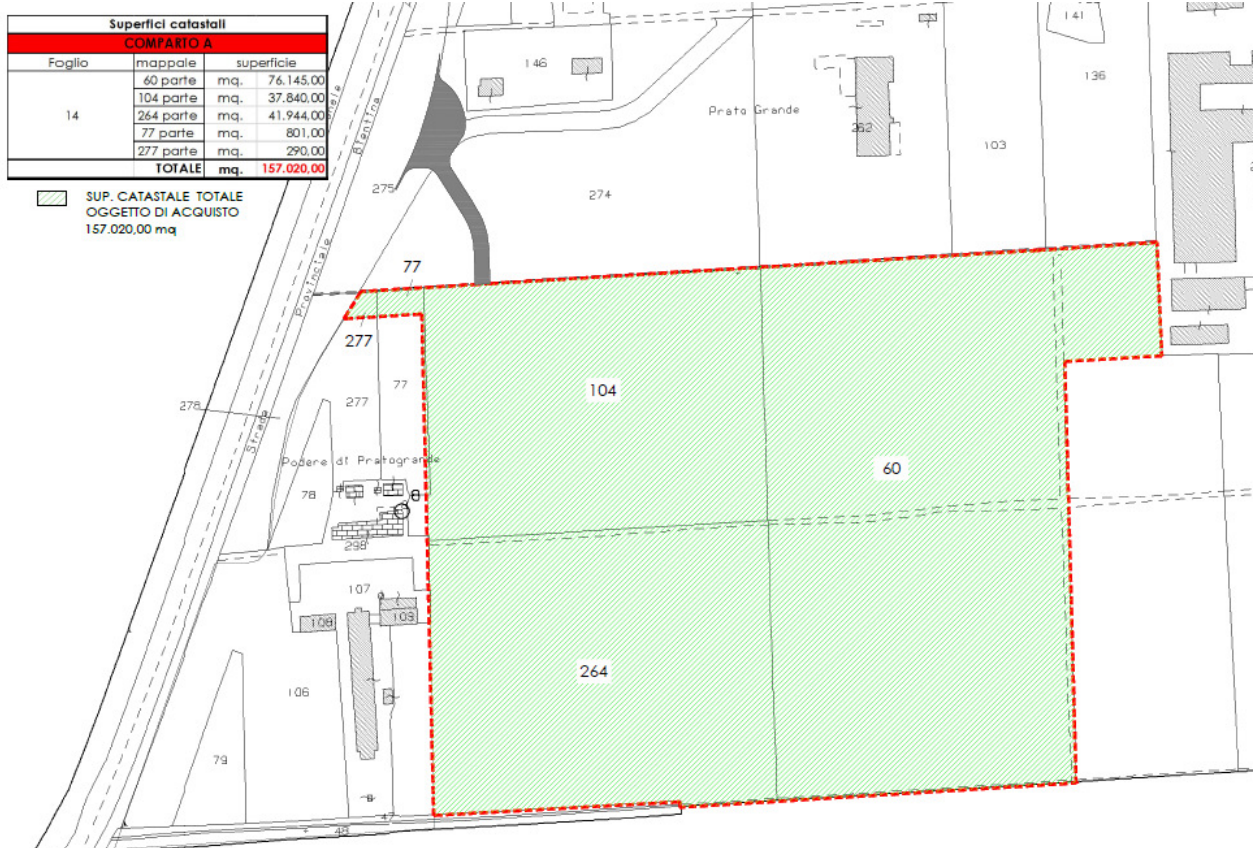 Superfici catastali
COMPARTO A
Foglio mappale superficie
14
60 parte mq. 76.145,00
104 parte mq. 37.840,00
264 parte mq. 41.944,00
77 parte mq. 801,00
277 parte mq. 290,00
TOTALE mq. 157.020,00
SUP. CATASTALE TOTALE
OGGETTO DI ACQUISTO
157.020,00 mq
141
146
136
Prato Grande
262
103
Btentina
275
274
77
Provinciale
277
104
77
277
278
Strada
Podere di Pratogrande
60
78
298
107
108
109
264
106
79
47
48